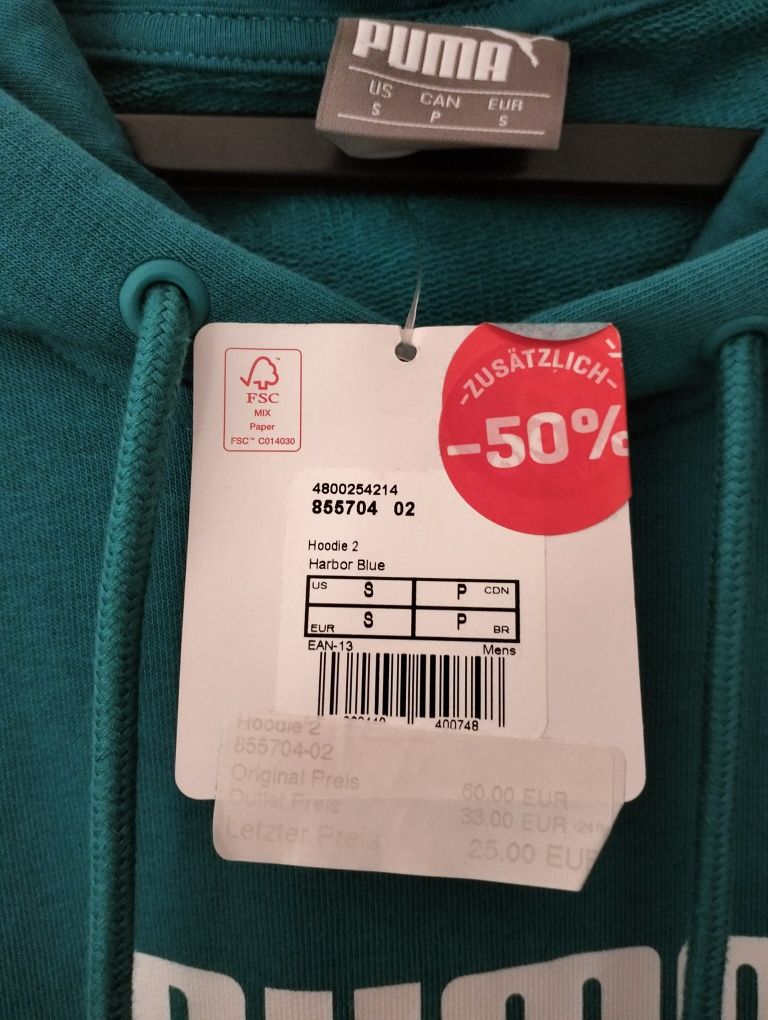 PUMA
US CAN EUR
S P S
FSC
MIX
Paper
FSC™ C014030
-ZUSÄTZLICH-
-50%
4800254214
855704 02
Hoodie 2
Harbor Blue
US S P CDN
EUR S P BR
EAN-13 Mens
400748
Hoodie 2
855704-02
Original Preis 60.00 EUR
Outlet Preis 33.00 EUR
Letzter Preis 25.00 EUR
PUMA